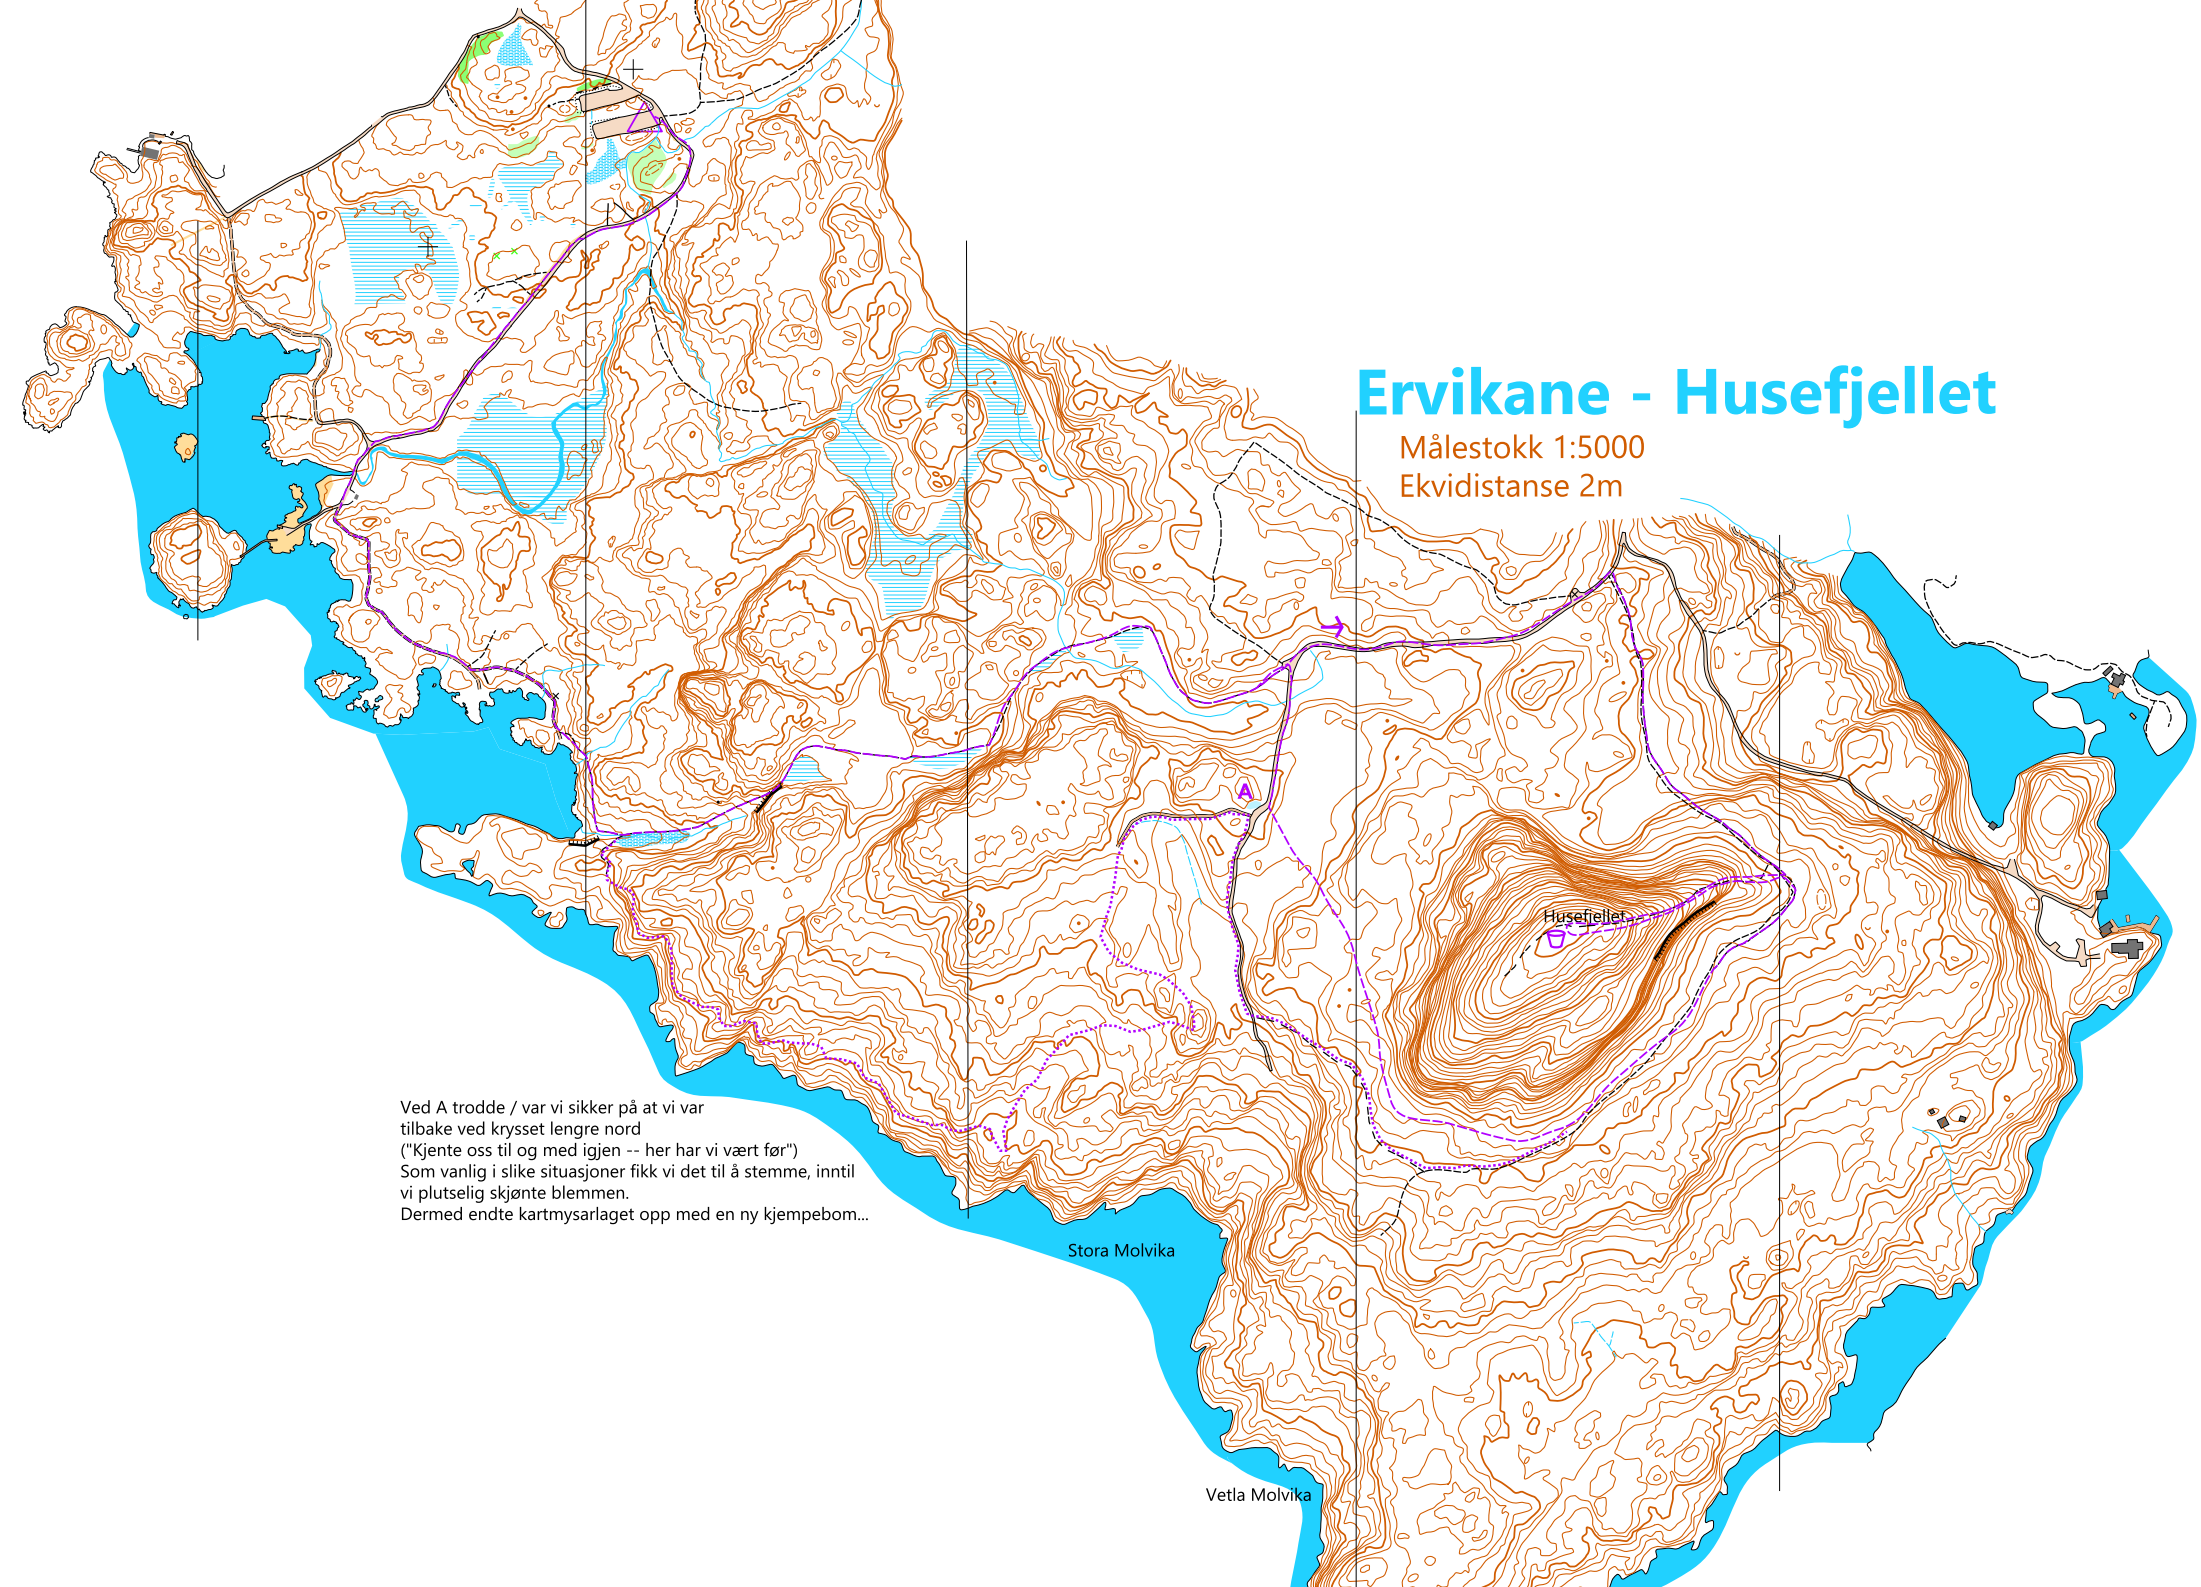 Ervikane - Husefjellet
Målestokk 1:5000
Ekvidistanse 2m
A
Husefjellet
Ved A trodde / var vi sikker på at vi var
tilbake ved krysset lengre nord
("Kjente oss til og med igjen -- her har vi vært før")
Som vanlig i slike situasjoner fikk vi det til å stemme, inntil
vi plutselig skjønte blemmen.
Dermed endte kartmysarlaget opp med en ny kjempebom...
Stora Molvika
Vetla Molvika